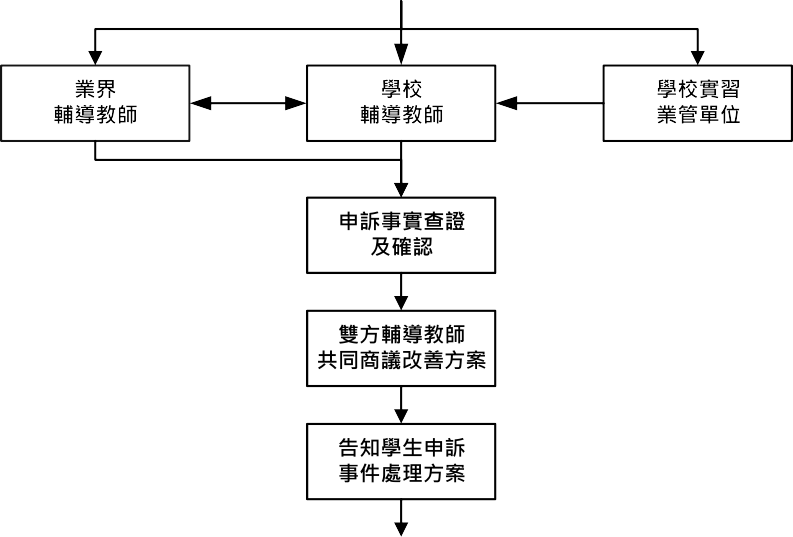 業界
輔導教師
學校
輔導教師
學校實習
業管單位
申訴事實查證
及確認
雙方輔導教師
共同商議改善方案
告知學生申訴
事件處理方案